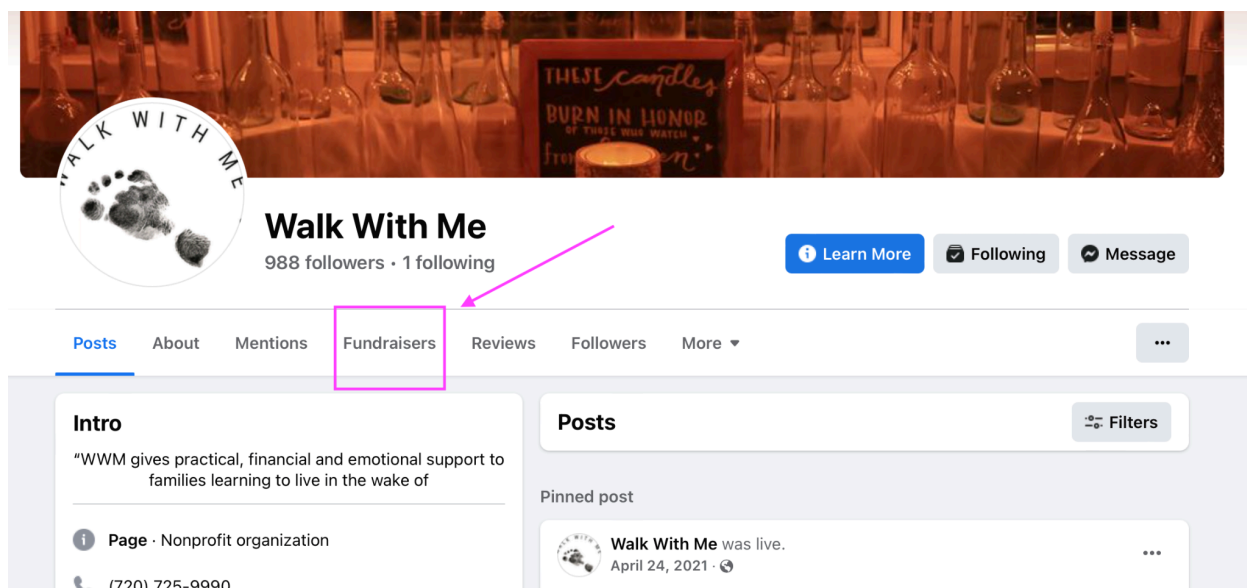 THESE candles
BURN IN HONOR
OF THOSE WHO WATCH
from
WALK WITH ME
Walk With Me
988 followers · 1 following
Learn More
Following
Message
Posts
About
Mentions
Fundraisers
Reviews
Followers
More
Intro
“WWM gives practical, financial and emotional support to
families learning to live in the wake of
Page · Nonprofit organization
(720) 725-9990
Posts
Filters
Pinned post
Walk With Me was live.
April 24, 2021 ·